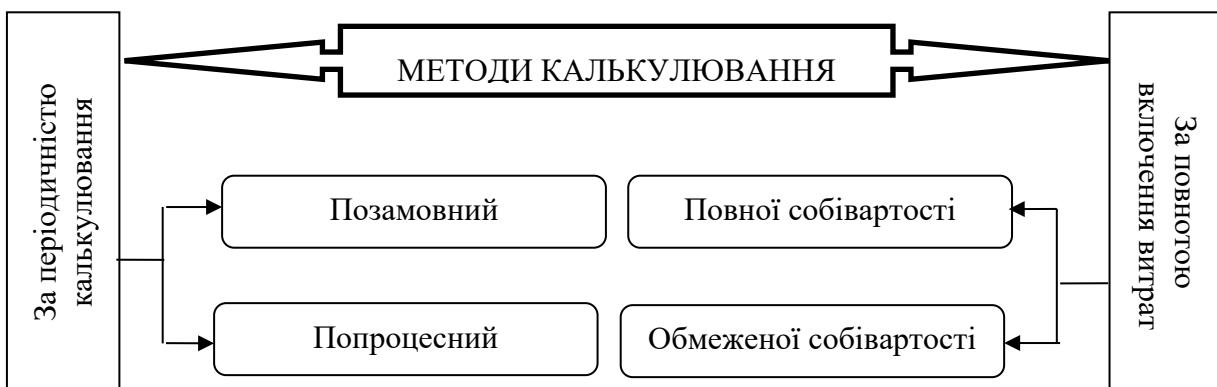 МЕТОДИ КАЛЬКУЛЮВАННЯ
За періодичністю
калькулювання
Позамовний
Повної собівартості
Попроцесний
Обмеженої собівартості
За повнотою
включення витрат